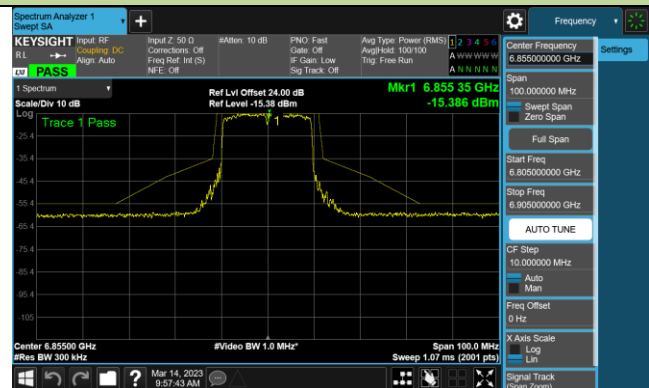 Spectrum Analyzer 1
Swept SA
+
Frequency
KEYSIGHT
RL
PASS
Input: RF
Coupling: DC
Align: Auto
Input Z: 50 Ω
Corrections: Off
Freq Ref: Int (S)
NFE: Off
#Atten: 10 dB
PNO: Fast
Gate: Off
IF Gain: Low
Sig Track: Off
Avg Type: Power (RMS)
Avg|Hold: 100/100
Trig: Free Run
1 2 3 4 5 6
A W W W W W
A N N N N N
1 Spectrum
Scale/Div 10 dB
Log
Trace 1 Pass
Ref Lvl Offset 24.00 dB
Ref Level -15.38 dBm
Mkr1 6.855 35 GHz
-15.386 dBm
1
-25.4
-35.4
-45.4
-55.4
-65.4
-75.4
-85.4
-95.4
-105
Center 6.85500 GHz
#Res BW 300 kHz
#Video BW 1.0 MHz*
Span 100.0 MHz
Sweep 1.07 ms (2001 pts)
Center Frequency
6.855000000 GHz
Settings
Span
100.000000 MHz
Swept Span
Zero Span
Full Span
Start Freq
6.805000000 GHz
Stop Freq
6.905000000 GHz
AUTO TUNE
CF Step
10.000000 MHz
Auto
Man
Freq Offset
0 Hz
X Axis Scale
Log
Lin
Signal Track
(Span Zoom)
?
Mar 14, 2023
9:57:43 AM